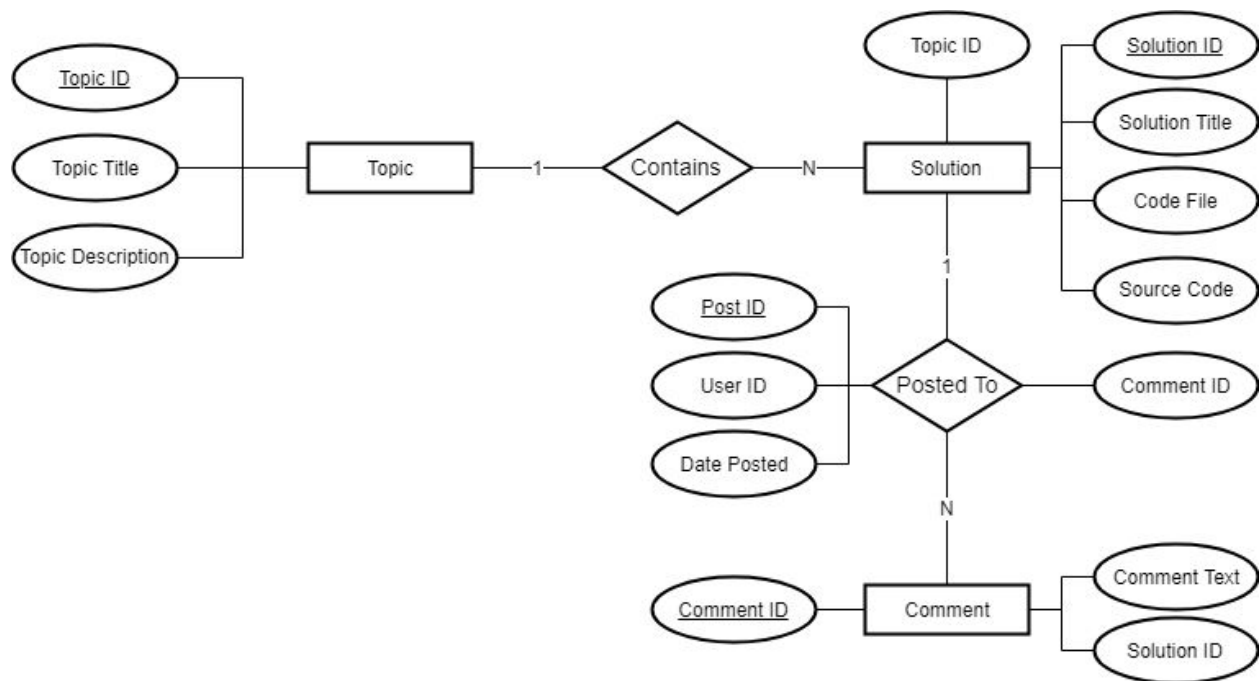 Topic ID
Solution ID
Topic ID
Topic Title
Solution Title
Topic
1
Contains
N
Solution
Code File
Topic Description
1
Source Code
Post ID
User ID
Posted To
Comment ID
Date Posted
N
Comment Text
Comment ID
Comment
Solution ID